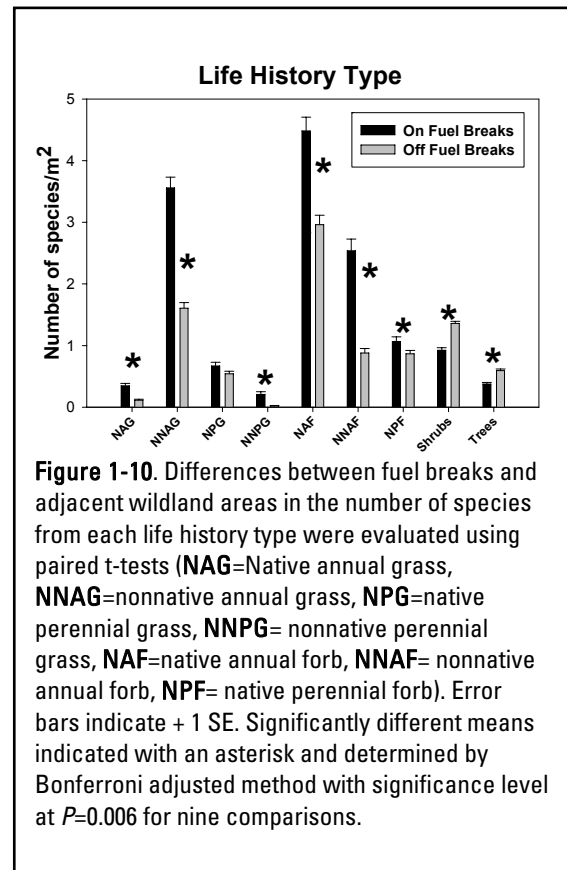 Life History Type
5
4
3
2
1
0
Number of species/m2
On Fuel Breaks
Off Fuel Breaks
*
*
*
*
*
*
*
*
NAG
NNAG
NPG
NNPG
NAF
NNAF
NPF
Shrubs
Trees
Figure 1-10. Differences between fuel breaks and
adjacent wildland areas in the number of species
from each life history type were evaluated using
paired t-tests (NAG=Native annual grass,
NNAG=nonnative annual grass, NPG=native
perennial grass, NNPG= nonnative perennial
grass, NAF=native annual forb, NNAF= nonnative
annual forb, NPF= native perennial forb). Error
bars indicate + 1 SE. Significantly different means
indicated with an asterisk and determined by
Bonferroni adjusted method with significance level
at P=0.006 for nine comparisons.